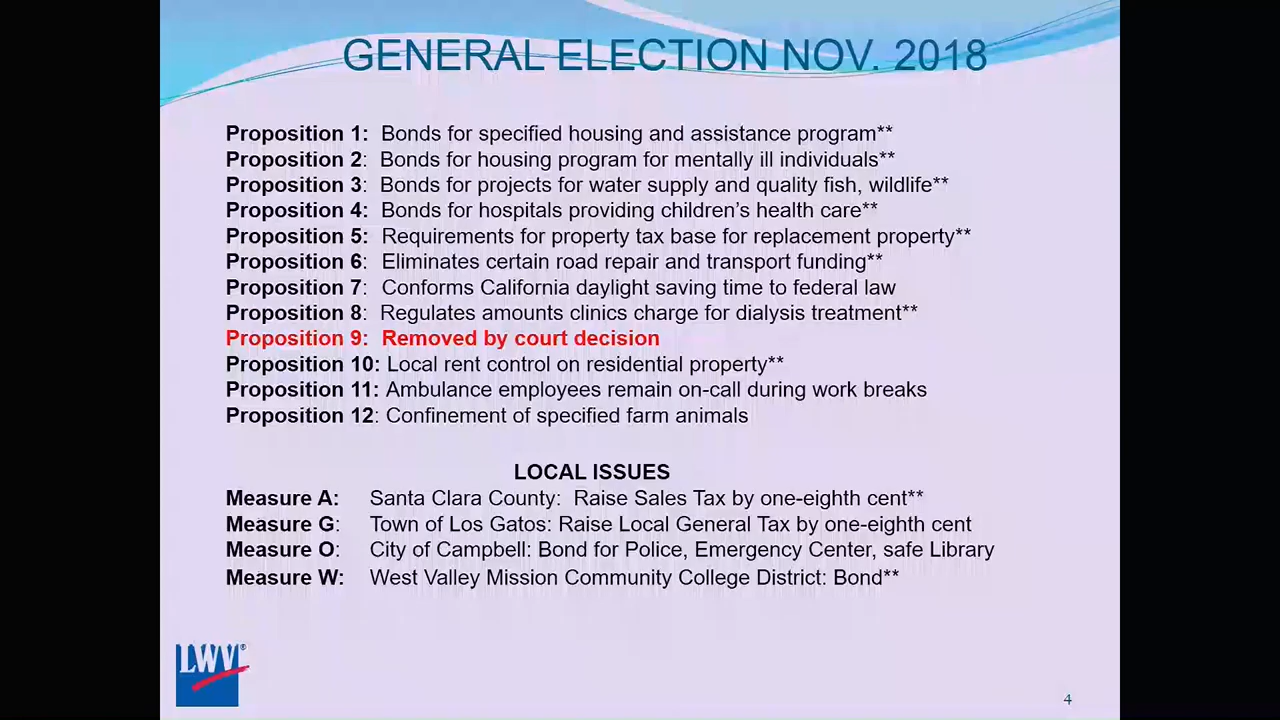 GENERAL ELECTION NOV. 2018
Proposition 1: Bonds for specified housing and assistance program**
Proposition 2: Bonds for housing program for mentally ill individuals**
Proposition 3: Bonds for projects for water supply and quality fish, wildlife**
Proposition 4: Bonds for hospitals providing children's health care**
Proposition 5: Requirements for property tax base for replacement property**
Proposition 6: Eliminates certain road repair and transport funding**
Proposition 7: Conforms California daylight saving time to federal law
Proposition 8: Regulates amounts clinics charge for dialysis treatment**
Proposition 9: Removed by court decision
Proposition 10: Local rent control on residential property**
Proposition 11: Ambulance employees remain on-call during work breaks
Proposition 12: Confinement of specified farm animals
LOCAL ISSUES
Measure A: Santa Clara County: Raise Sales Tax by one-eighth cent**
Measure G: Town of Los Gatos: Raise Local General Tax by one-eighth cent
Measure O: City of Campbell: Bond for Police, Emergency Center, safe Library
Measure W: West Valley Mission Community College District: Bond**
LWV®
4